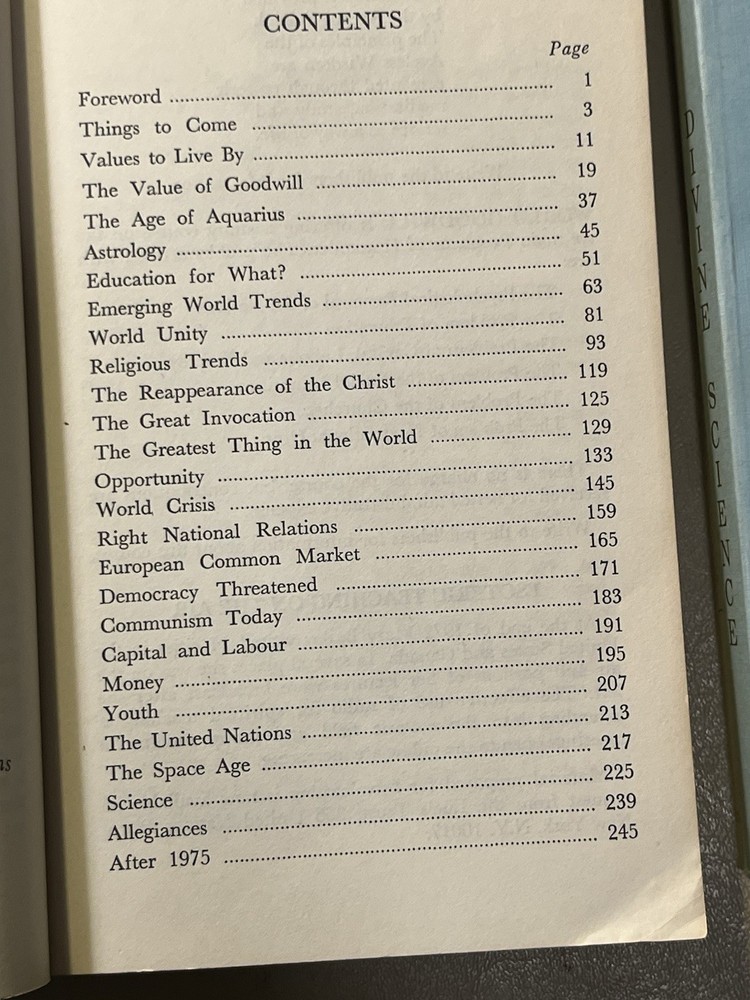 CONTENTS
Page
Foreword ........ 1
Things to Come ........ 3
Values to Live By ........ 11
The Value of Goodwill ........ 19
The Age of Aquarius ........ 37
Astrology ........ 45
Education for What? ........ 51
Emerging World Trends ........ 63
World Unity ........ 81
Religious Trends ........ 93
The Reappearance of the Christ ........ 119
The Great Invocation ........ 125
The Greatest Thing in the World ........ 129
Opportunity ........ 133
World Crisis ........ 145
Right National Relations ........ 159
European Common Market ........ 165
Democracy Threatened ........ 171
Communism Today ........ 183
Capital and Labour ........ 191
Money ........ 195
Youth ........ 207
The United Nations ........ 213
The Space Age ........ 217
Science ........ 225
Allegiances ........ 239
After 1975 ........ 245
DIVINE SCIENCE